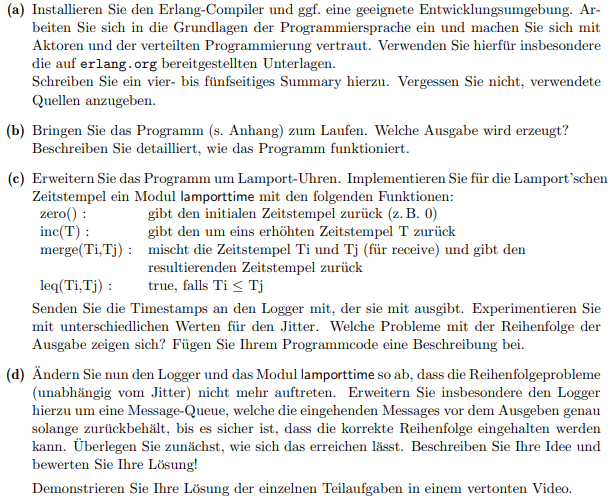 (a) Installieren Sie den Erlang-Compiler und ggf. eine geeignete Entwicklungsumgebung. Ar-
beiten Sie sich in die Grundlagen der Programmiersprache ein und machen Sie sich mit
Aktoren und der verteilten Programmierung vertraut. Verwenden Sie hierfür insbesondere
die auf erlang.org bereitgestellten Unterlagen.
Schreiben Sie ein vier- bis fünfseitiges Summary hierzu. Vergessen Sie nicht, verwendete
Quellen anzugeben.
(b) Bringen Sie das Programm (s. Anhang) zum Laufen. Welche Ausgabe wird erzeugt?
Beschreiben Sie detailliert, wie das Programm funktioniert.
(c) Erweitern Sie das Programm um Lamport-Uhren. Implementieren Sie für die Lamport'schen
Zeitstempel ein Modul lamporttime mit den folgenden Funktionen:
zero() : gibt den initialen Zeitstempel zurück (z. B. 0)
inc(T) : gibt den um eins erhöhten Zeitstempel T zurück
merge(Ti,Tj) : mischt die Zeitstempel Ti und Tj (für receive) und gibt den
resultierenden Zeitstempel zurück
leq(Ti,Tj) : true, falls Ti ≤ Tj
Senden Sie die Timestamps an den Logger mit, der sie mit ausgibt. Experimentieren Sie
mit unterschiedlichen Werten für den Jitter. Welche Probleme mit der Reihenfolge der
Ausgabe zeigen sich? Fügen Sie Ihrem Programmcode eine Beschreibung bei.
(d) Ändern Sie nun den Logger und das Modul lamporttime so ab, dass die Reihenfolgeprobleme
(unabhängig vom Jitter) nicht mehr auftreten. Erweitern Sie insbesondere den Logger
hierzu um eine Message-Queue, welche die eingehenden Messages vor dem Ausgeben genau
solange zurückbehält, bis es sicher ist, dass die korrekte Reihenfolge eingehalten werden
kann. Überlegen Sie zunächst, wie sich das erreichen lässt. Beschreiben Sie Ihre Idee und
bewerten Sie Ihre Lösung!
Demonstrieren Sie Ihre Lösung der einzelnen Teilaufgaben in einem vertonten Video.